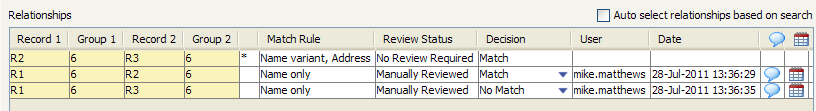 Relationships Auto select relationships based on search
Record 1 Group 1 Record 2 Group 2 Match Rule Review Status Decision User Date
R2 6 R3 6 * Name variant, Address No Review Required Match
R1 6 R2 6 Name only Manually Reviewed Match mike.matthews 28-Jul-2011 13:36:29
R1 6 R3 6 Name only Manually Reviewed No Match mike.matthews 28-Jul-2011 13:36:35